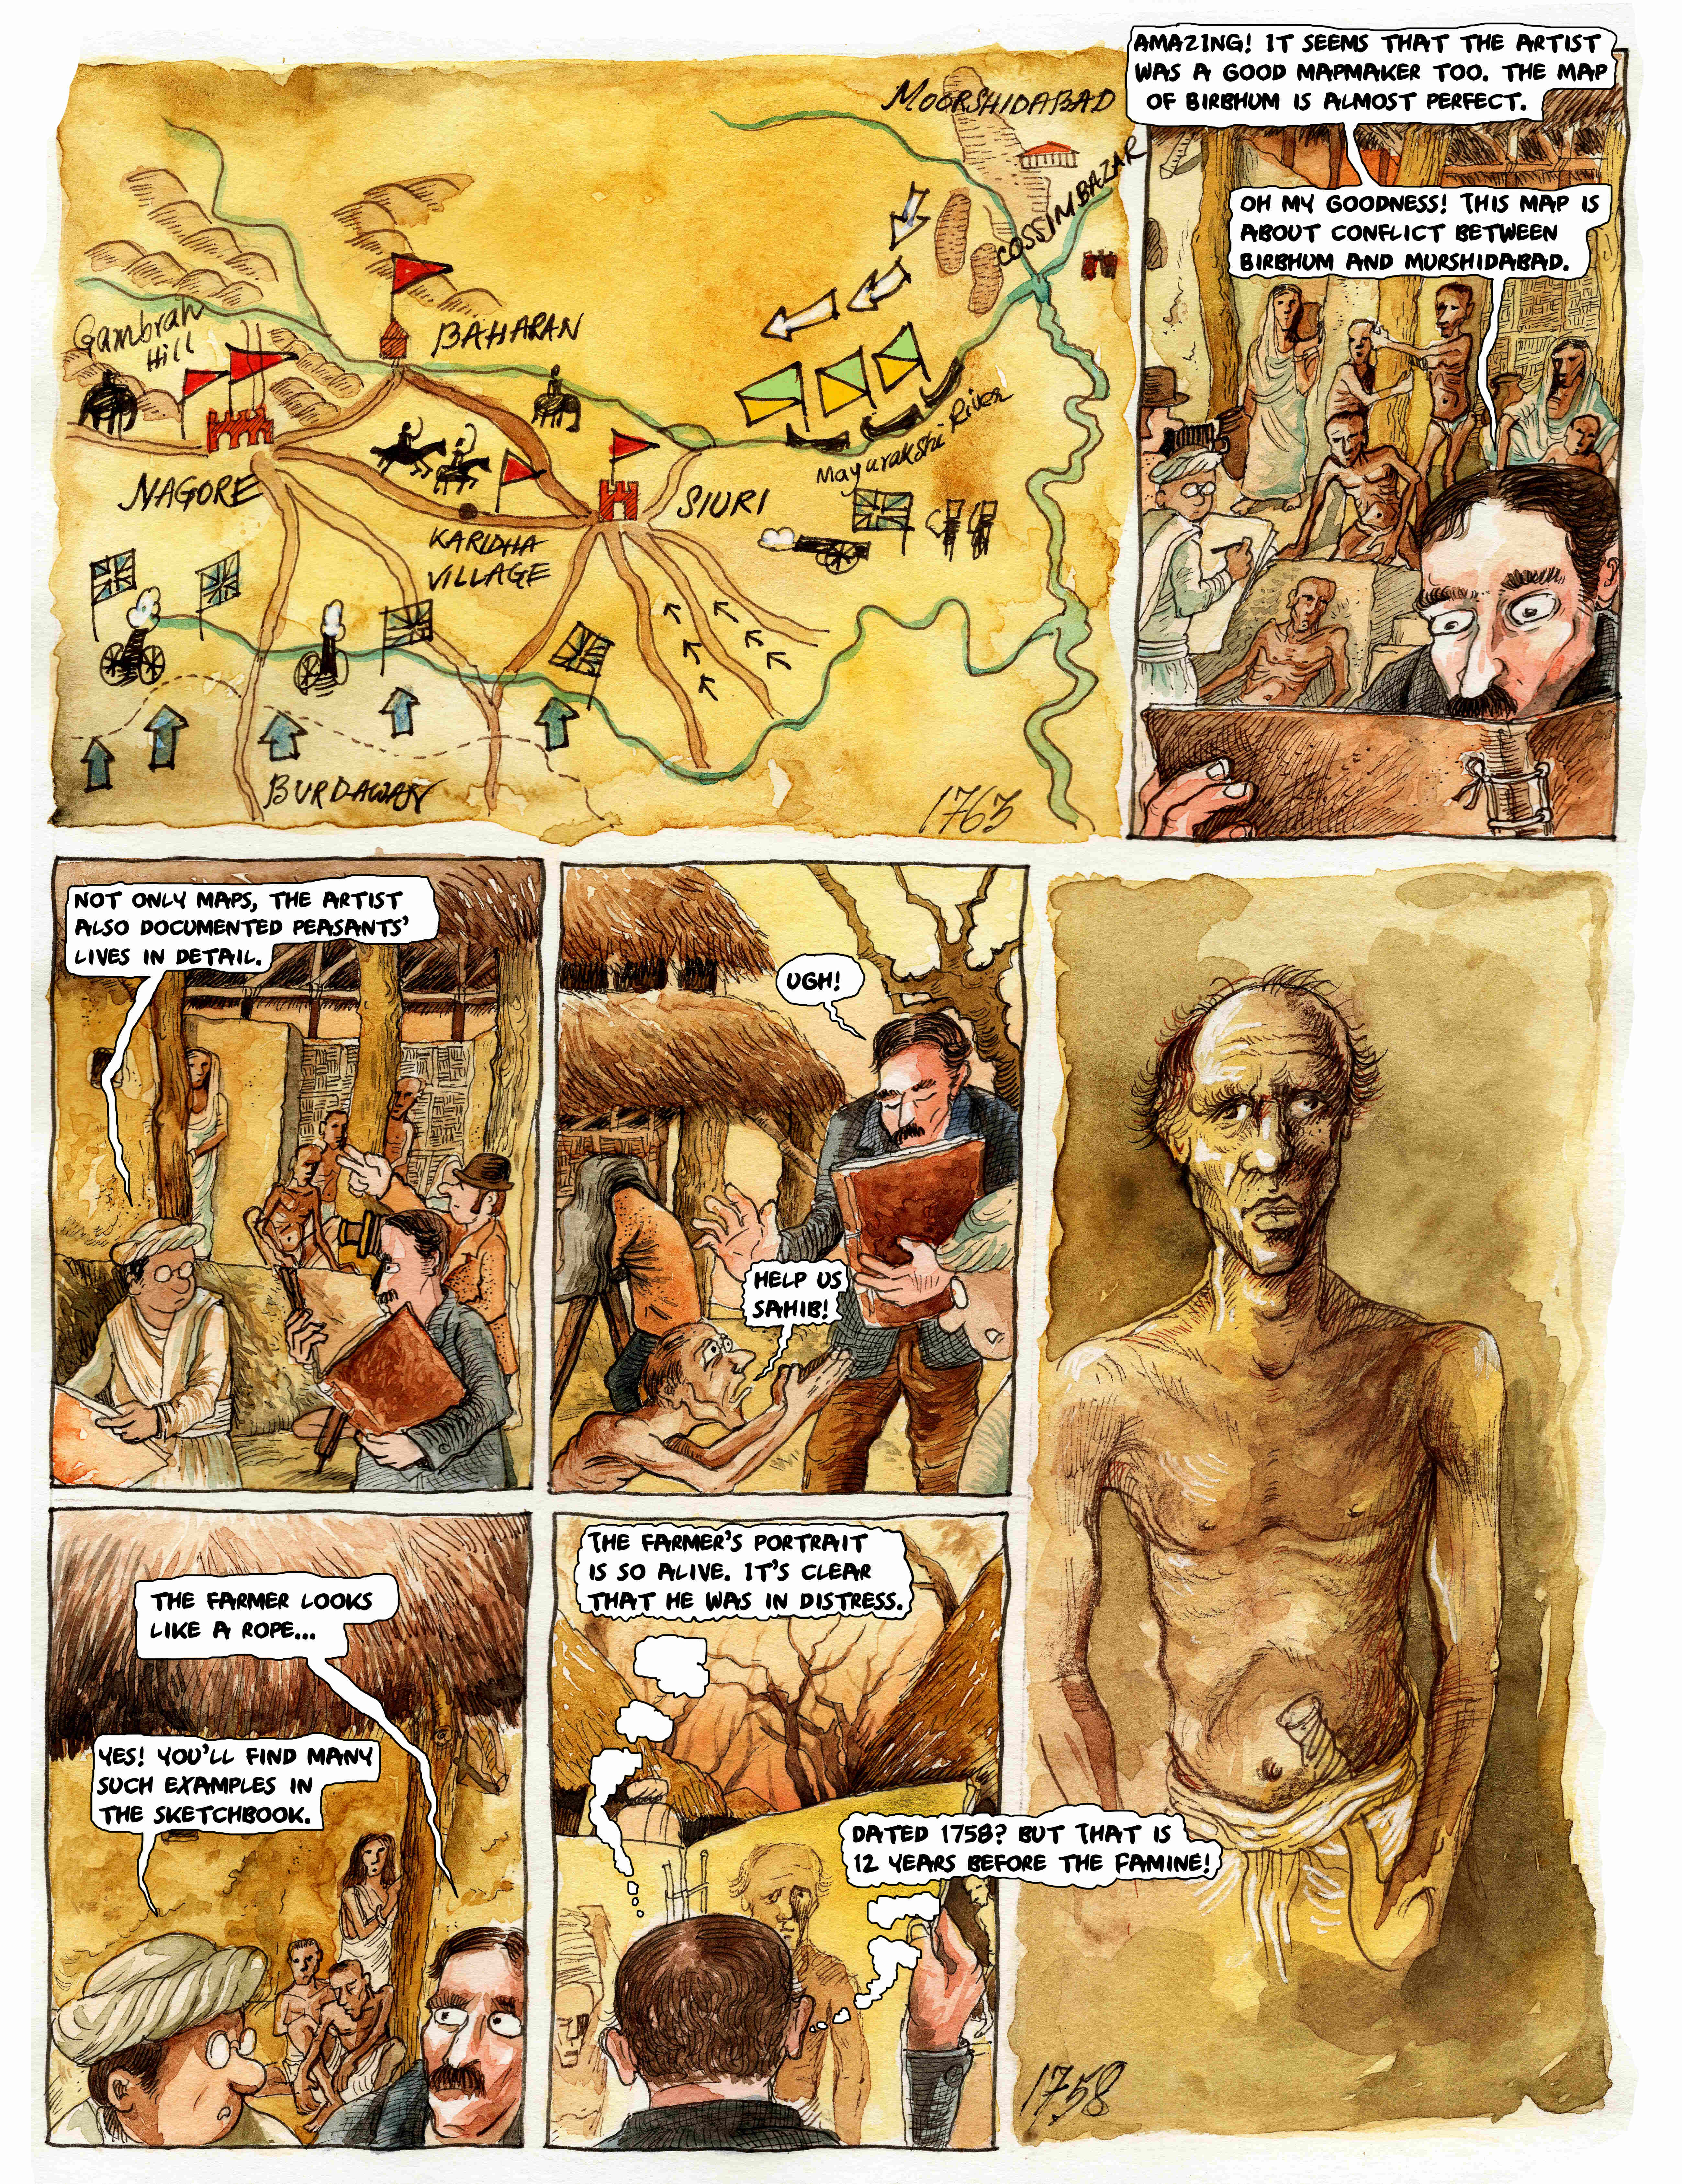 MOORSHIDABAD
COSSIMBAZAR
Gambrah
Hill
BAHARAN
NAGORE
Mayurakshi River
SIURI
KARIDHA
VILLAGE
BURDAWAN
1763
AMAZING! IT SEEMS THAT THE ARTIST
WAS A GOOD MAPMAKER TOO. THE MAP
OF BIRBHUM IS ALMOST PERFECT.
OH MY GOODNESS! THIS MAP IS
ABOUT CONFLICT BETWEEN
BIRBHUM AND MURSHIDABAD.
NOT ONLY MAPS, THE ARTIST
ALSO DOCUMENTED PEASANTS'
LIVES IN DETAIL.
UGH!
HELP US
SAHIB!
THE FARMER LOOKS
LIKE A ROPE...
YES! YOU'LL FIND MANY
SUCH EXAMPLES IN
THE SKETCHBOOK.
THE FARMER'S PORTRAIT
IS SO ALIVE. IT'S CLEAR
THAT HE WAS IN DISTRESS.
DATED 1758? BUT THAT IS
12 YEARS BEFORE THE FAMINE!
1758